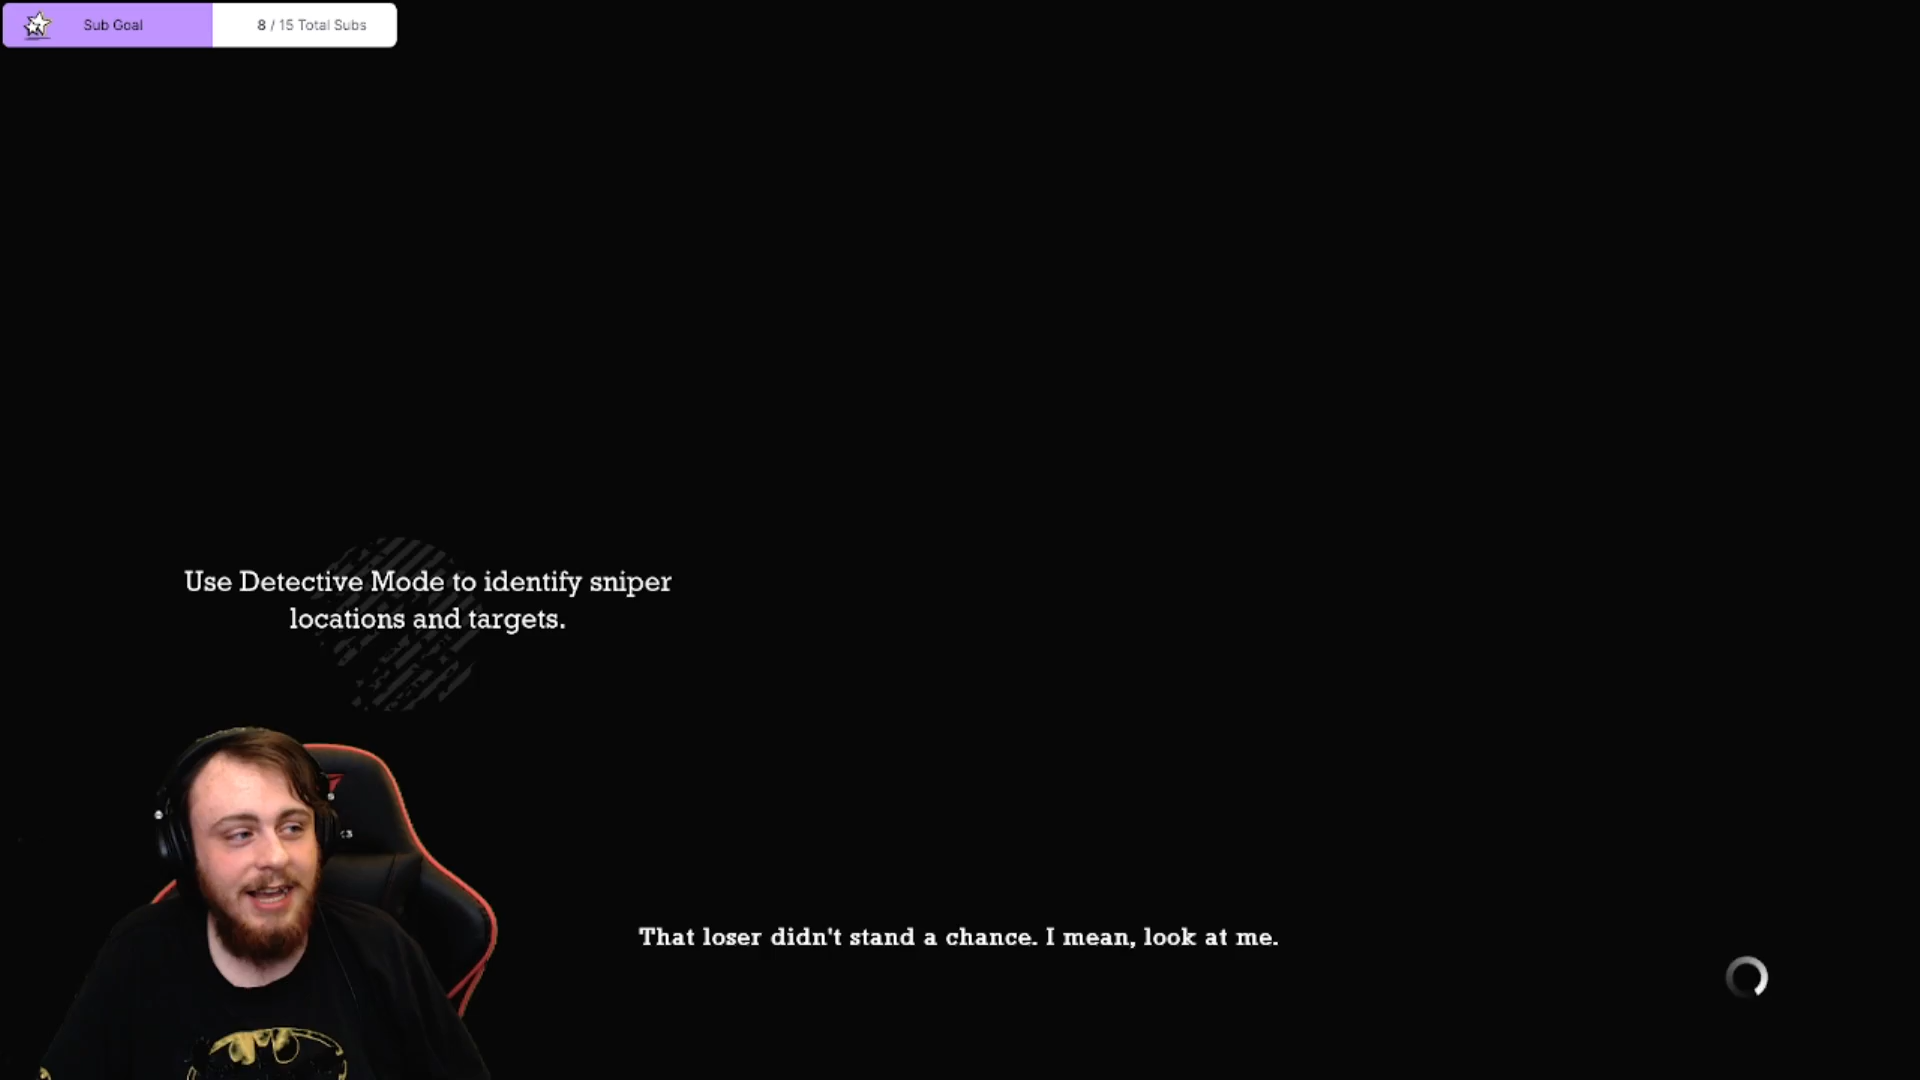 Sub Goal
8 / 15 Total Subs
Use Detective Mode to identify sniper
locations and targets.
That loser didn't stand a chance. I mean, look at me.